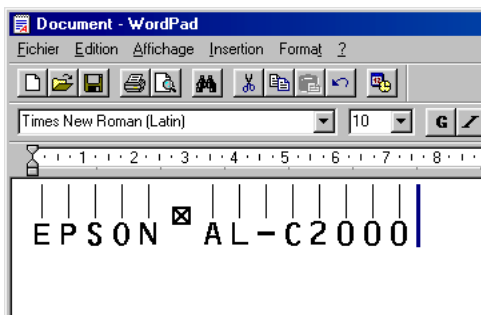 Document - WordPad
Fichier Edition Affichage Insertion Format ?
Times New Roman (Latin) 10 G I
1 2 3 4 5 6 7 8
EPSON AL-C2000